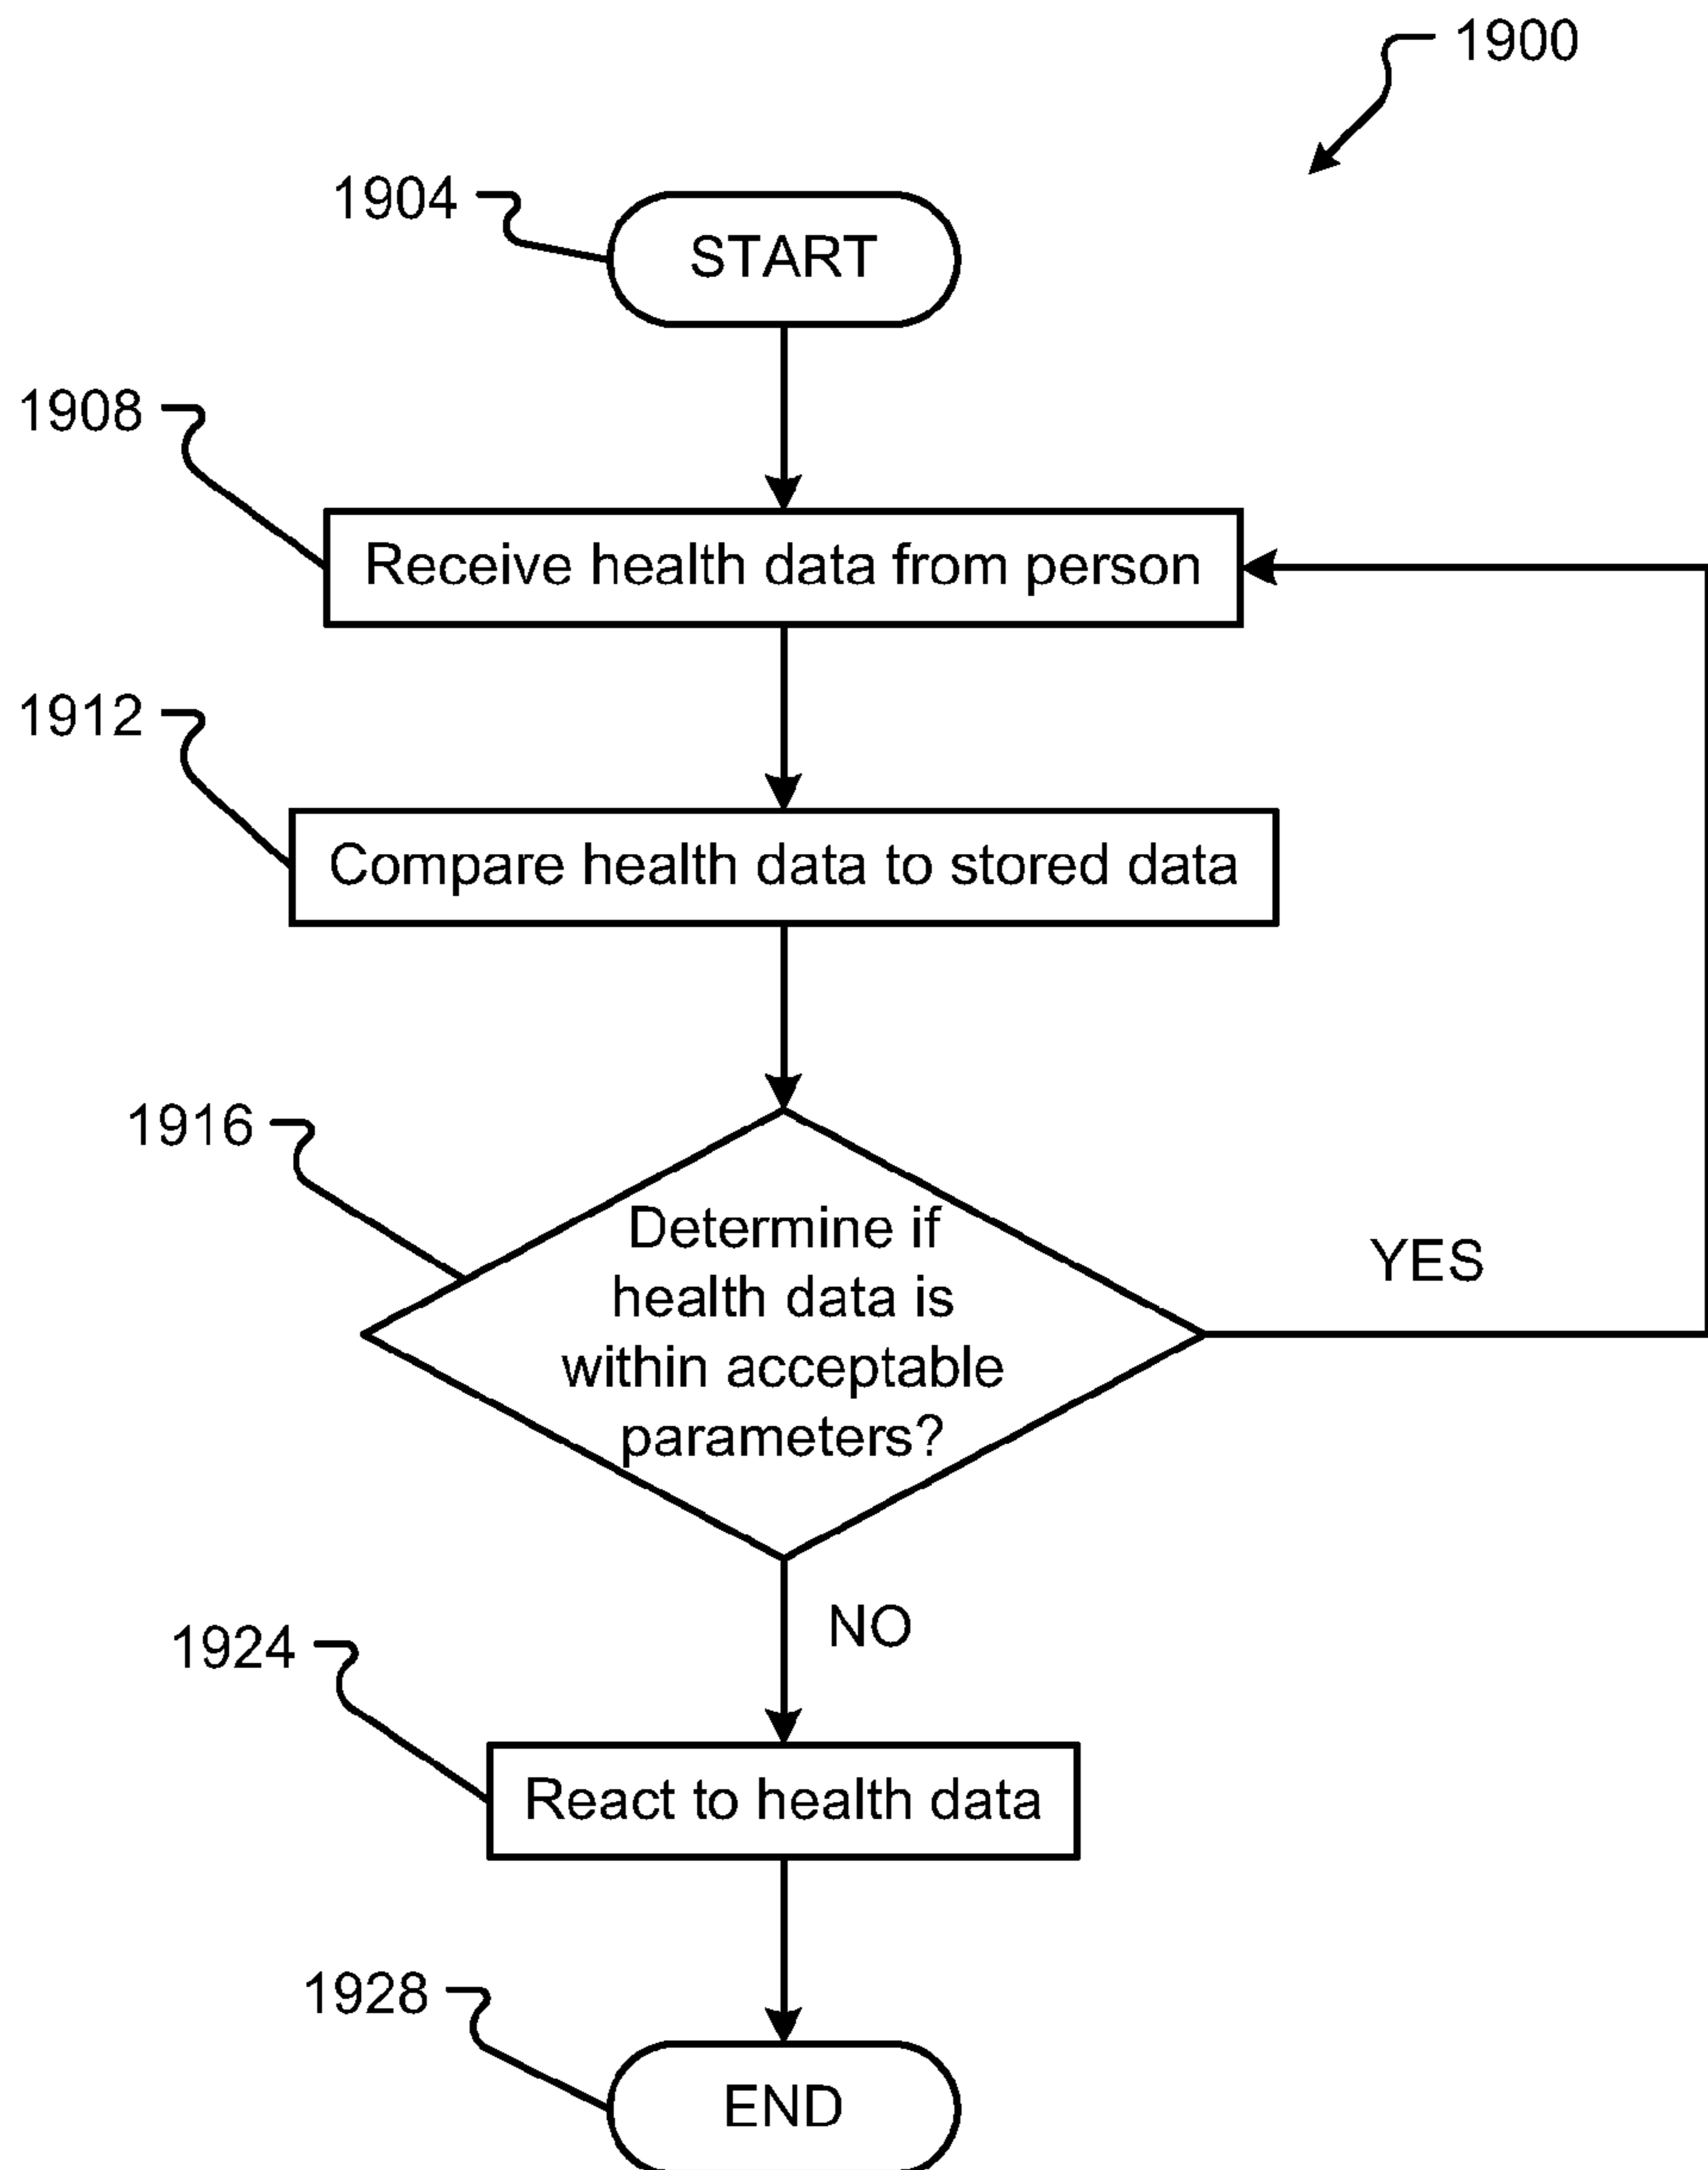 1900
1904
START
1908
Receive health data from person
1912
Compare health data to stored data
1916
Determine if
health data is
within acceptable
parameters?
YES
NO
1924
React to health data
1928
END